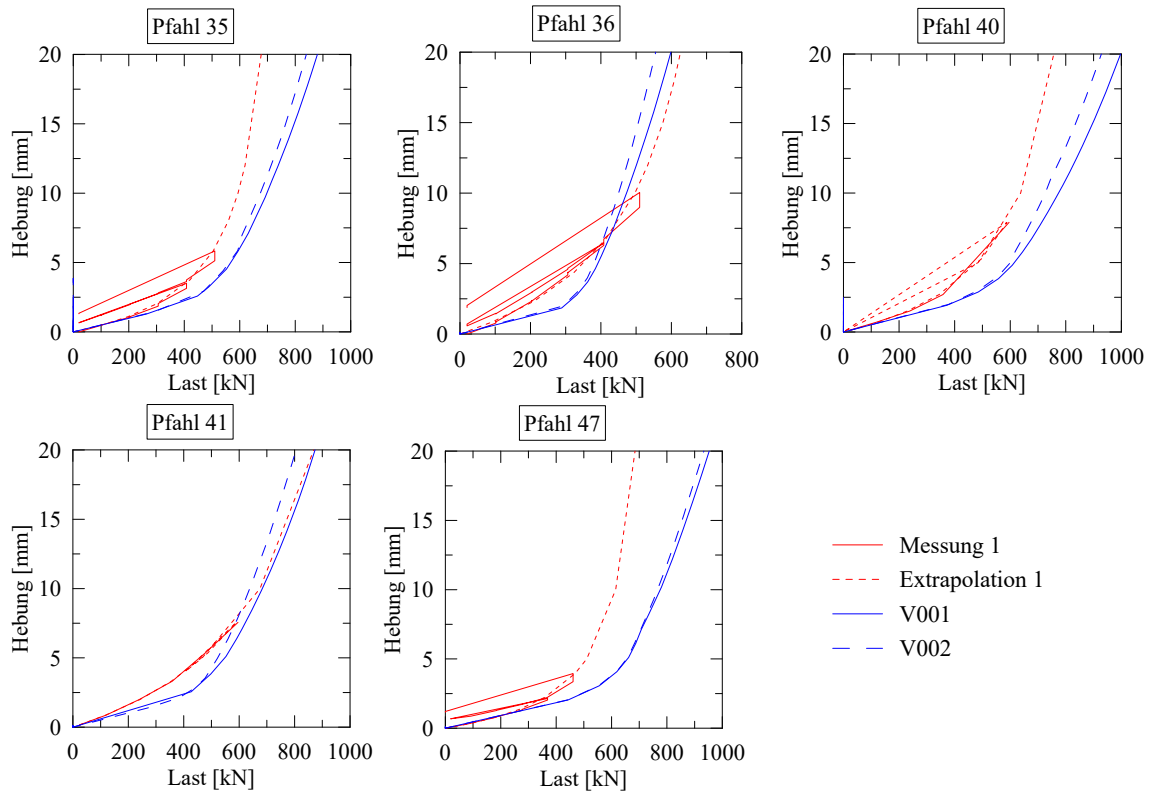 Pfahl 35
Pfahl 36
Pfahl 40
20
15
10
5
0
Hebung [mm]
0 200 400 600 800 1000
Last [kN]
20
15
10
5
0
Hebung [mm]
0 200 400 600 800
Last [kN]
20
15
10
5
0
Hebung [mm]
0 200 400 600 800 1000
Last [kN]
Pfahl 41
Pfahl 47
20
15
10
5
0
Hebung [mm]
0 200 400 600 800 1000
Last [kN]
20
15
10
5
0
Hebung [mm]
0 200 400 600 800 1000
Last [kN]
Messung 1
Extrapolation 1
V001
V002